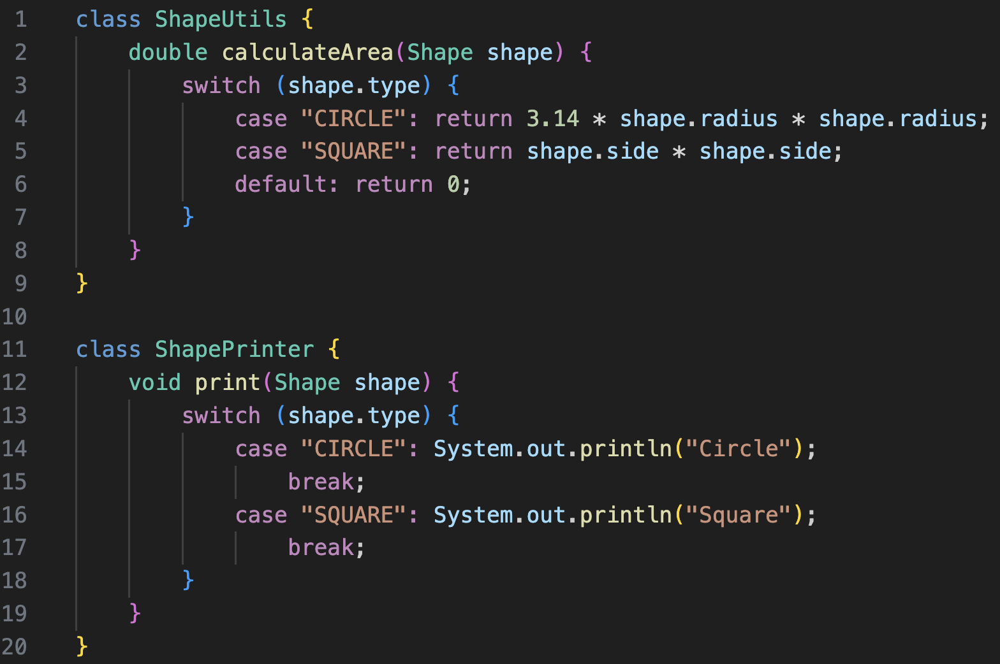 1 class ShapeUtils {
2     double calculateArea(Shape shape) {
3         switch (shape.type) {
4             case "CIRCLE": return 3.14 * shape.radius * shape.radius;
5             case "SQUARE": return shape.side * shape.side;
6             default: return 0;
7         }
8     }
9 }
10
11 class ShapePrinter {
12     void print(Shape shape) {
13         switch (shape.type) {
14             case "CIRCLE": System.out.println("Circle");
15                 break;
16             case "SQUARE": System.out.println("Square");
17                 break;
18         }
19     }
20 }